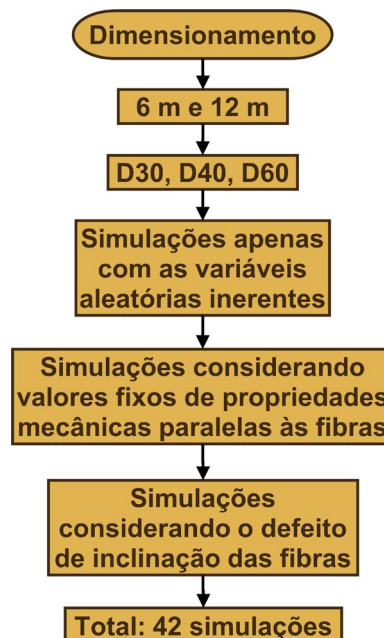 Dimensionamento
6 m e 12 m
D30, D40, D60
Simulações apenas
com as variáveis
aleatórias inerentes
Simulações considerando
valores fixos de propriedades
mecânicas paralelas às fibras
Simulações
considerando o defeito
de inclinação das fibras
Total: 42 simulações